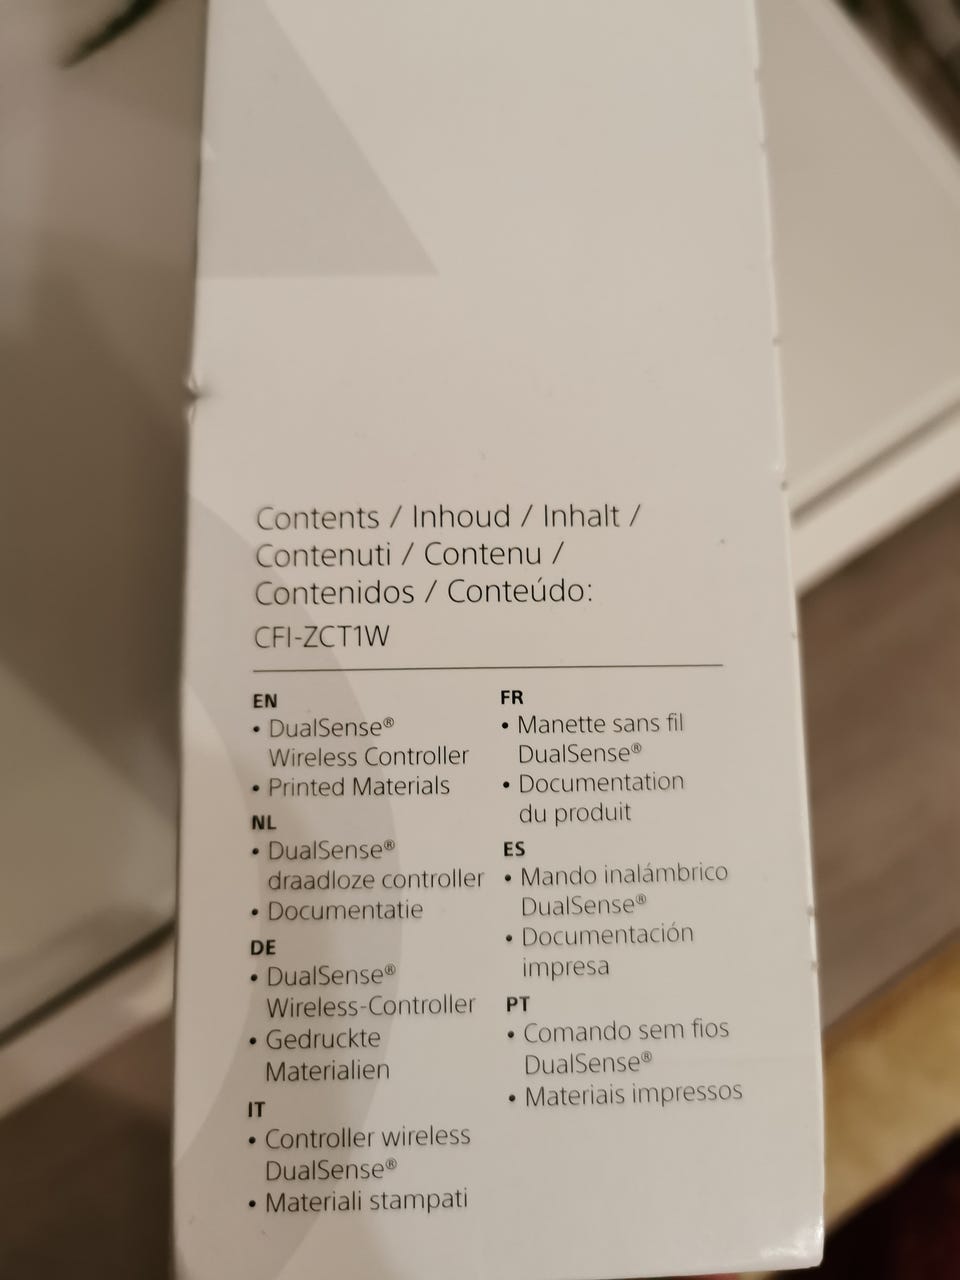 Contents / Inhoud / Inhalt /
Contenuti / Contenu /
Contenidos / Conteúdo:
CFI-ZCT1W
EN
• DualSense®
Wireless Controller
• Printed Materials
NL
• DualSense®
draadloze controller
• Documentatie
DE
• DualSense®
Wireless-Controller
• Gedruckte
Materialien
IT
• Controller wireless
DualSense®
• Materiali stampati
FR
• Manette sans fil
DualSense®
• Documentation
du produit
ES
• Mando inalámbrico
DualSense®
• Documentación
impresa
PT
• Comando sem fios
DualSense®
• Materiais impressos